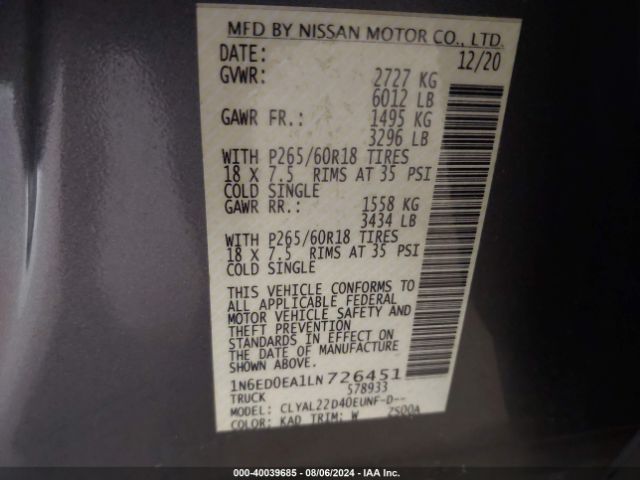 MFD BY NISSAN MOTOR CO., LTD.
DATE: 12/20
GVWR: 2727 KG
6012 LB
GAWR FR.: 1495 KG
3296 LB
WITH P265/60R18 TIRES
18 X 7.5 RIMS AT 35 PSI
COLD SINGLE
GAWR RR.: 1558 KG
3434 LB
WITH P265/60R18 TIRES
18 X 7.5 RIMS AT 35 PSI
COLD SINGLE
THIS VEHICLE CONFORMS TO
ALL APPLICABLE FEDERAL
MOTOR VEHICLE SAFETY AND
THEFT PREVENTION
STANDARDS IN EFFECT ON
THE DATE OF MANUFACTURE
SHOWN ABOVE.
1N6ED0EA1LN726451
TRUCK 578933
MODEL: CLYAL22D40EUNF-D--
COLOR: KAD TRIM: W 2S00A
000-40039685 - 08/06/2024 - IAAI.COM